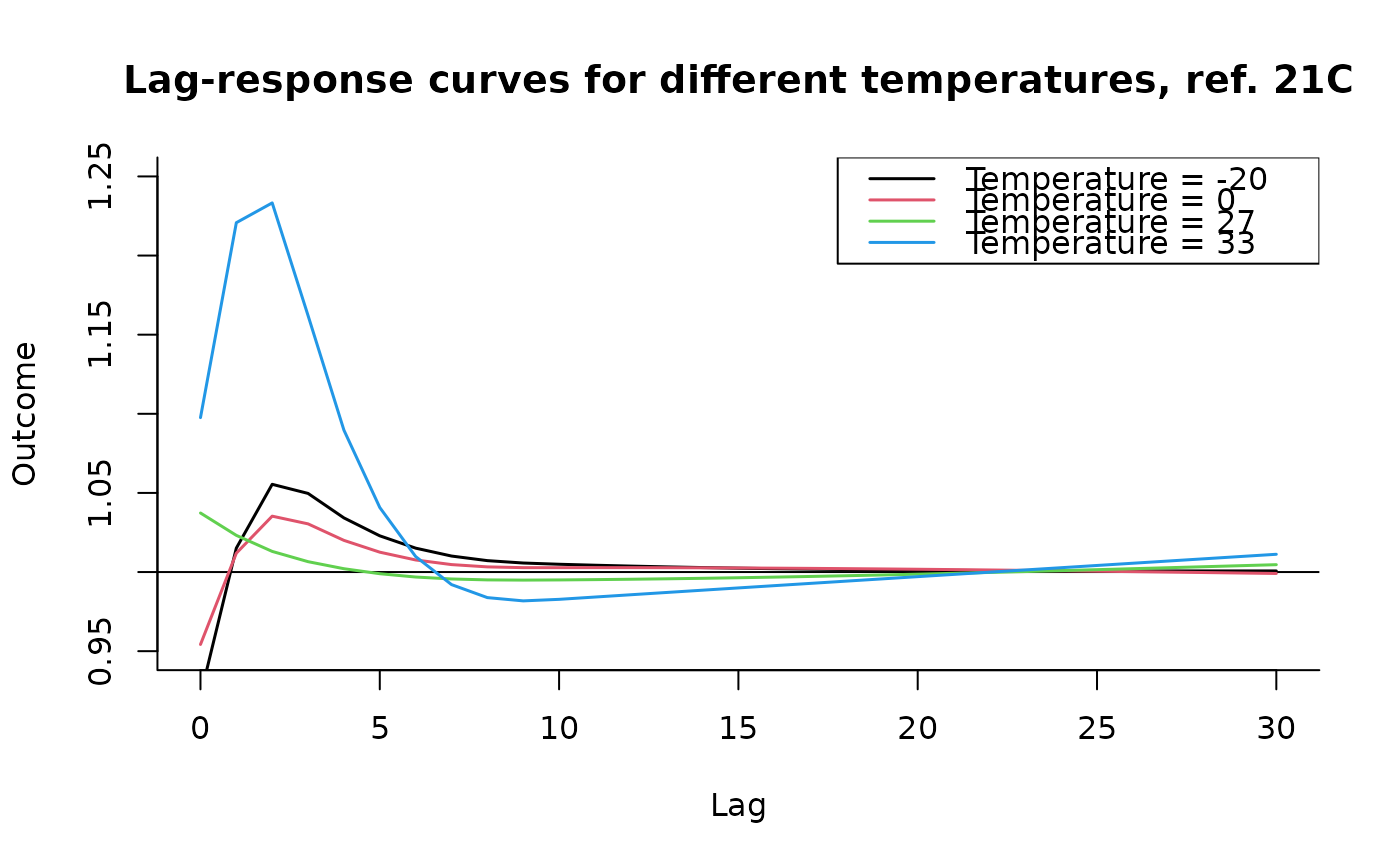 Lag-response curves for different temperatures, ref. 21C
1.25
1.15
1.05
0.95
Outcome
Temperature = -20
Temperature = 0
Temperature = 27
Temperature = 33
0 5 10 15 20 25 30
Lag